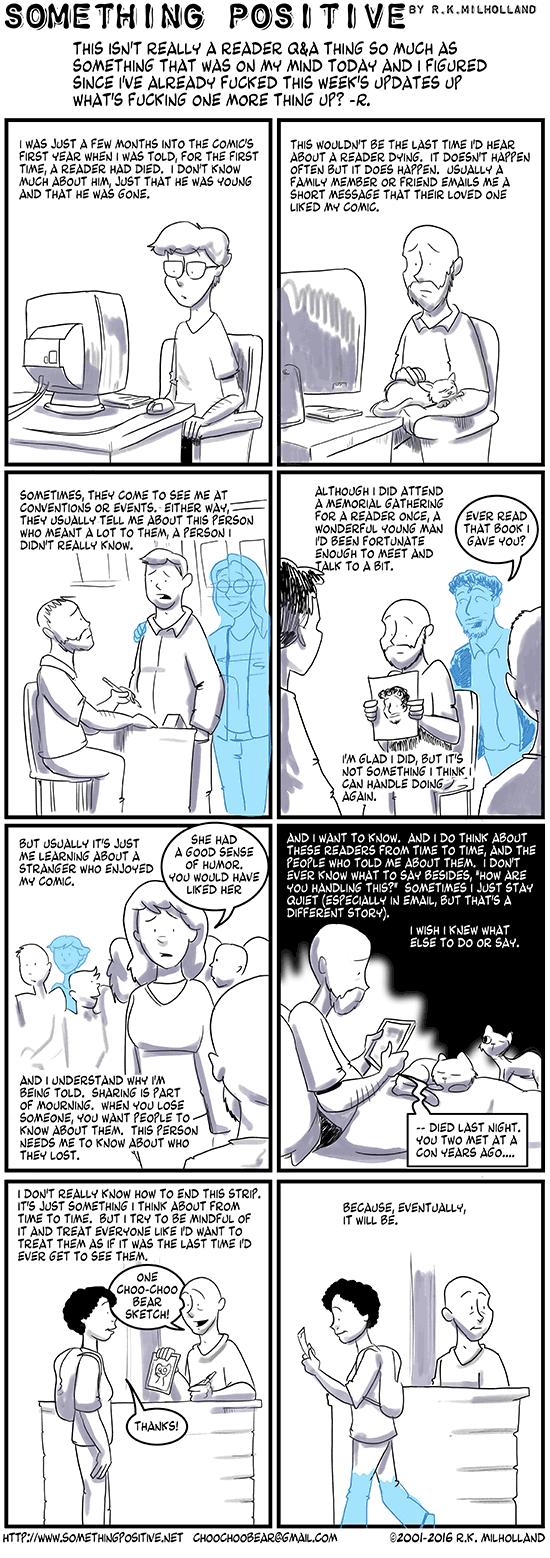 SOMETHING POSITIVE BY R.K.MILHOLLAND
THIS ISN'T REALLY A READER Q&A THING SO MUCH AS
SOMETHING THAT WAS ON MY MIND TODAY AND I FIGURED
SINCE I'VE ALREADY FUCKED THIS WEEK'S UPDATES UP
WHAT'S FUCKING ONE MORE THING UP? -R.
I WAS JUST A FEW MONTHS INTO THE COMIC'S
FIRST YEAR WHEN I WAS TOLD, FOR THE FIRST
TIME, A READER HAD DIED. I DON'T KNOW
MUCH ABOUT HIM, JUST THAT HE WAS YOUNG
AND THAT HE WAS GONE.
THIS WOULDN'T BE THE LAST TIME I'D HEAR
ABOUT A READER DYING. IT DOESN'T HAPPEN
OFTEN BUT IT DOES HAPPEN. USUALLY A
FAMILY MEMBER OR FRIEND EMAILS ME A
SHORT MESSAGE THAT THEIR LOVED ONE
LIKED MY COMIC.
SOMETIMES, THEY COME TO SEE ME AT
CONVENTIONS OR EVENTS. EITHER WAY,
THEY USUALLY TELL ME ABOUT THIS PERSON
WHO MEANT A LOT TO THEM, A PERSON I
DIDN'T REALLY KNOW.
ALTHOUGH I DID ATTEND
A MEMORIAL GATHERING
FOR A READER ONCE, A
WONDERFUL YOUNG MAN
I'D BEEN FORTUNATE
ENOUGH TO MEET AND
TALK TO A BIT.
EVER READ
THAT BOOK I
GAVE YOU?
I'M GLAD I DID, BUT IT'S
NOT SOMETHING I THINK I
CAN HANDLE DOING
AGAIN.
BUT USUALLY IT'S JUST
ME LEARNING ABOUT A
STRANGER WHO ENJOYED
MY COMIC.
SHE HAD
A GOOD SENSE
OF HUMOR.
YOU WOULD HAVE
LIKED HER
AND I UNDERSTAND WHY I'M
BEING TOLD. SHARING IS PART
OF MOURNING. WHEN YOU LOSE
SOMEONE, YOU WANT PEOPLE TO
KNOW ABOUT THEM. THIS PERSON
NEEDS ME TO KNOW ABOUT WHO
THEY LOST.
AND I WANT TO KNOW. AND I DO THINK ABOUT
THESE READERS FROM TIME TO TIME, AND THE
PEOPLE WHO TOLD ME ABOUT THEM. I DON'T
EVER KNOW WHAT TO SAY BESIDES, "HOW ARE
YOU HANDLING THIS?" SOMETIMES I JUST STAY
QUIET (ESPECIALLY IN EMAIL, BUT THAT'S A
DIFFERENT STORY).
I WISH I KNEW WHAT
ELSE TO DO OR SAY.
-- DIED LAST NIGHT.
YOU TWO MET AT A
CON YEARS AGO....
I DON'T REALLY KNOW HOW TO END THIS STRIP.
IT'S JUST SOMETHING I THINK ABOUT FROM
TIME TO TIME. BUT I TRY TO BE MINDFUL OF
IT AND TREAT EVERYONE LIKE I'D WANT TO
TREAT THEM AS IF IT WAS THE LAST TIME I'D
EVER GET TO SEE THEM.
ONE
CHOO-CHOO
BEAR
SKETCH!
THANKS!
BECAUSE, EVENTUALLY,
IT WILL BE.
HTTP://WWW.SOMETHINGPOSITIVE.NET CHOOCHOOBEAR@GMAIL.COM ©2001-2016 R.K. MILHOLLAND